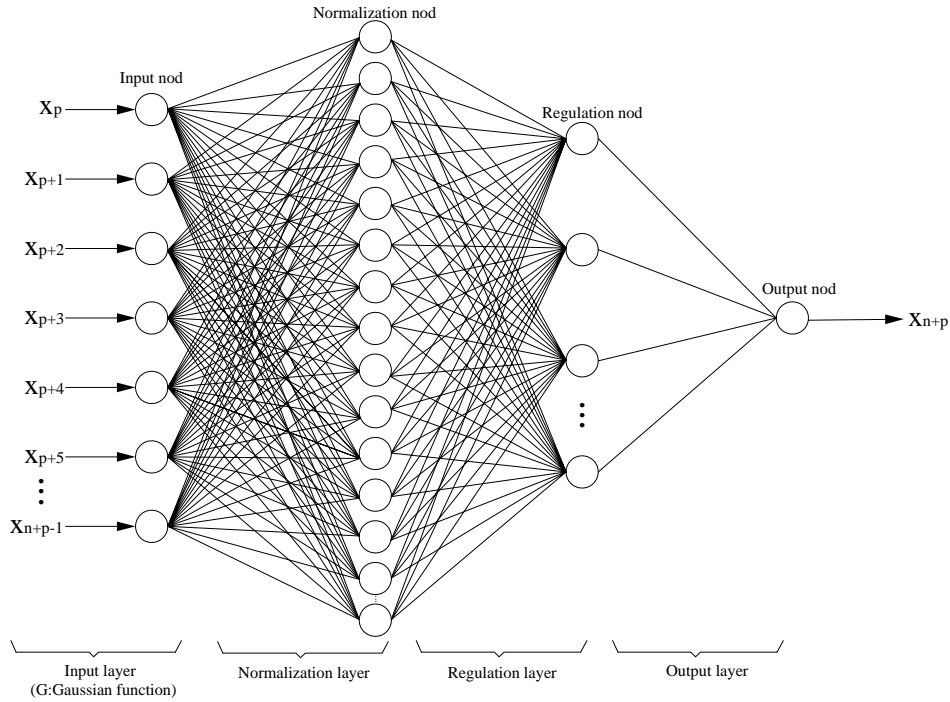 Normalization nod
Input nod
Regulation nod
Output nod
Xp
Xp+1
Xp+2
Xp+3
Xp+4
Xp+5
Xn+p-1
Xn+p
Input layer
(G:Gaussian function)
Normalization layer
Regulation layer
Output layer